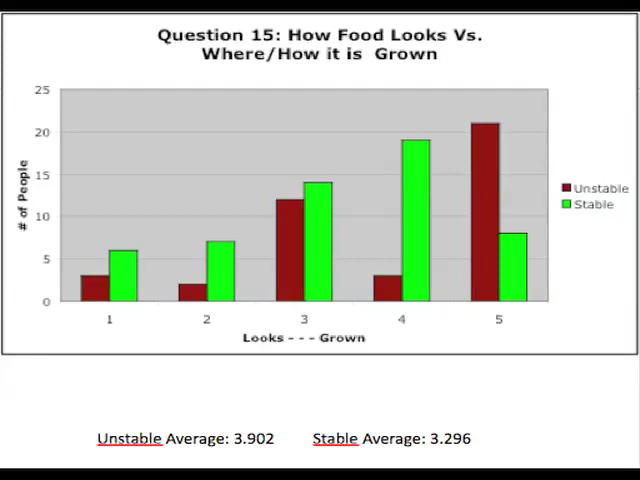 Question 15: How Food Looks Vs.
Where/How it is Grown
25
20
15
10
5
0
# of People
1 2 3 4 5
Looks - - - Grown
Unstable
Stable
Unstable Average: 3.902 Stable Average: 3.296